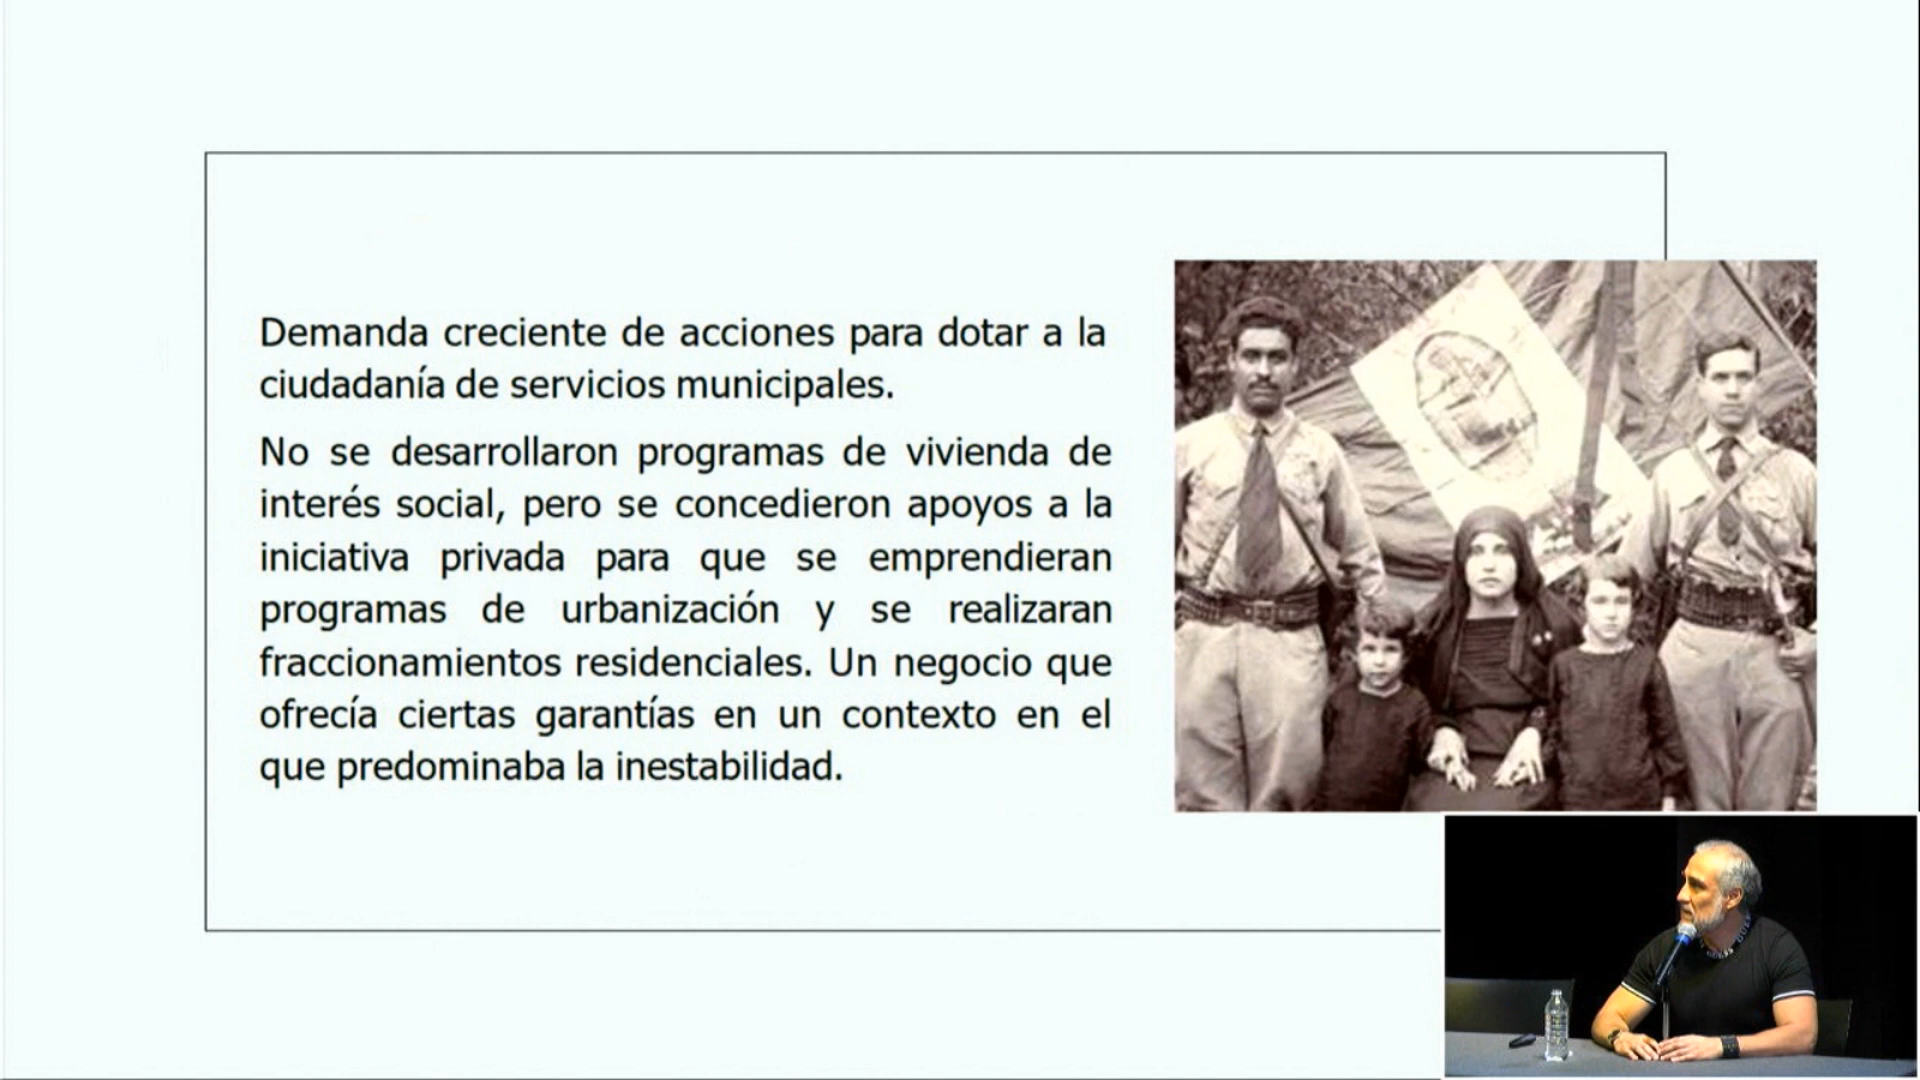 Demanda creciente de acciones para dotar a la
ciudadanía de servicios municipales.
No se desarrollaron programas de vivienda de
interés social, pero se concedieron apoyos a la
iniciativa privada para que se emprendieran
programas de urbanización y se realizaran
fraccionamientos residenciales. Un negocio que
ofrecía ciertas garantías en un contexto en el
que predominaba la inestabilidad.